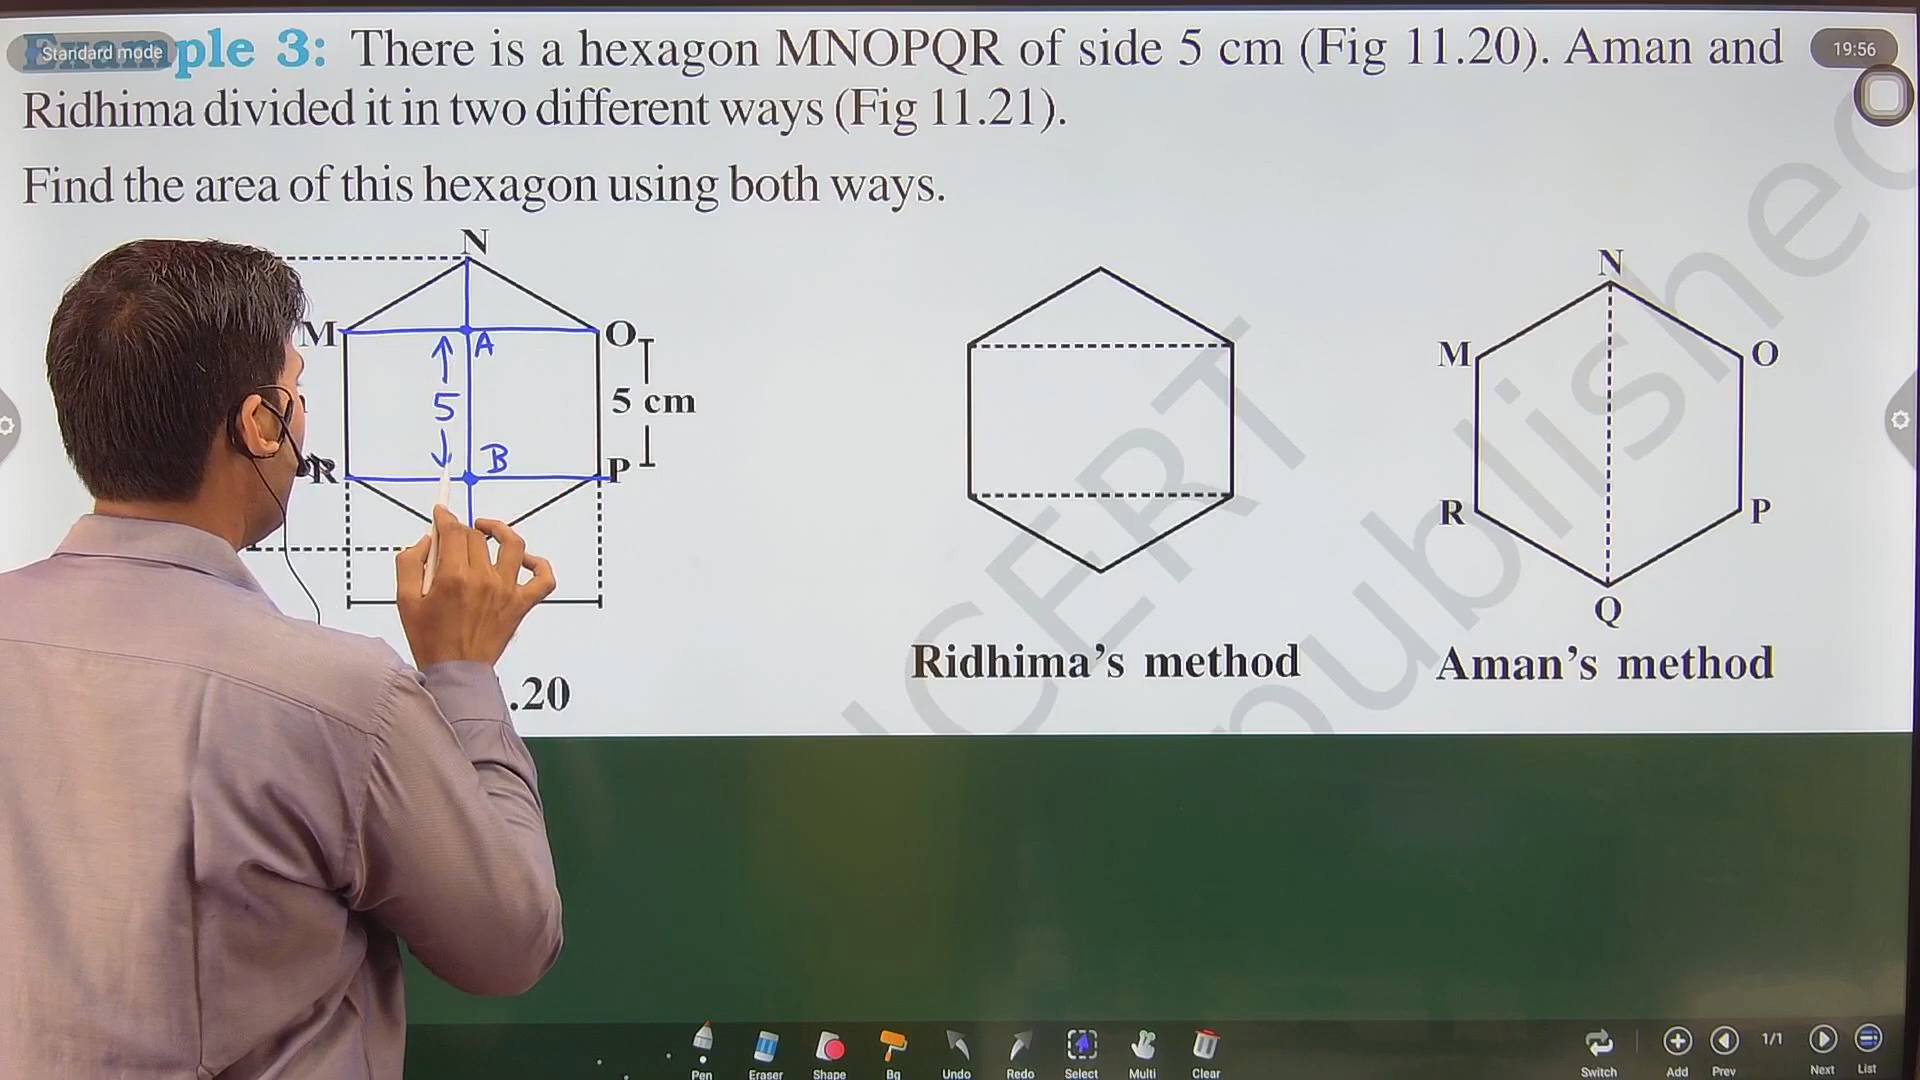 Standard mode
Example 3: There is a hexagon MNOPQR of side 5 cm (Fig 11.20). Aman and
19:56
Ridhima divided it in two different ways (Fig 11.21).
Find the area of this hexagon using both ways.
N
M
A
O
5
5 cm
B
R
P
.20
Ridhima's method
N
M
O
R
P
Q
Aman's method
CERT
published
Pen
Eraser
Shape
Bg
Undo
Redo
Select
Multi
Clear
Switch
Add
Prev
1/1
Next
List